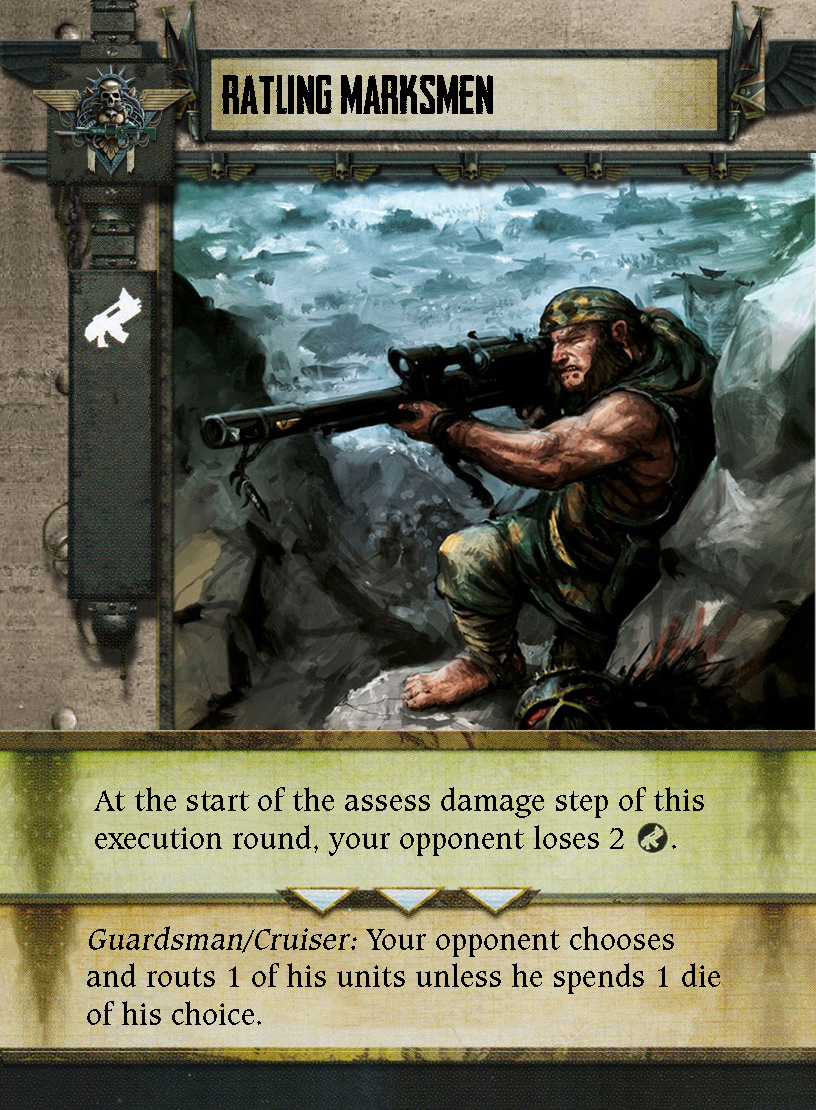 RATLING MARKSMEN
At the start of the assess damage step of this
execution round, your opponent loses 2 .
Guardsman/Cruiser: Your opponent chooses
and routs 1 of his units unless he spends 1 die
of his choice.